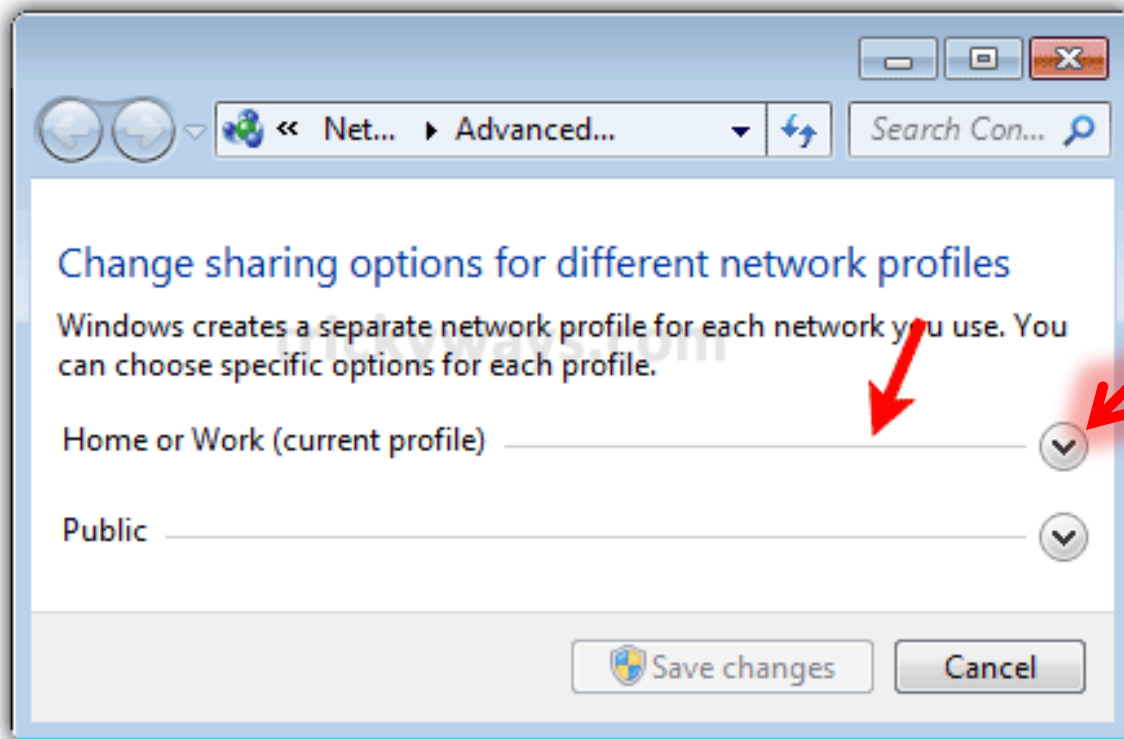 « Net... Advanced...
Search Con...
Change sharing options for different network profiles
Windows creates a separate network profile for each network you use. You
can choose specific options for each profile.
trickyways.com
Home or Work (current profile)
Public
Save changes
Cancel